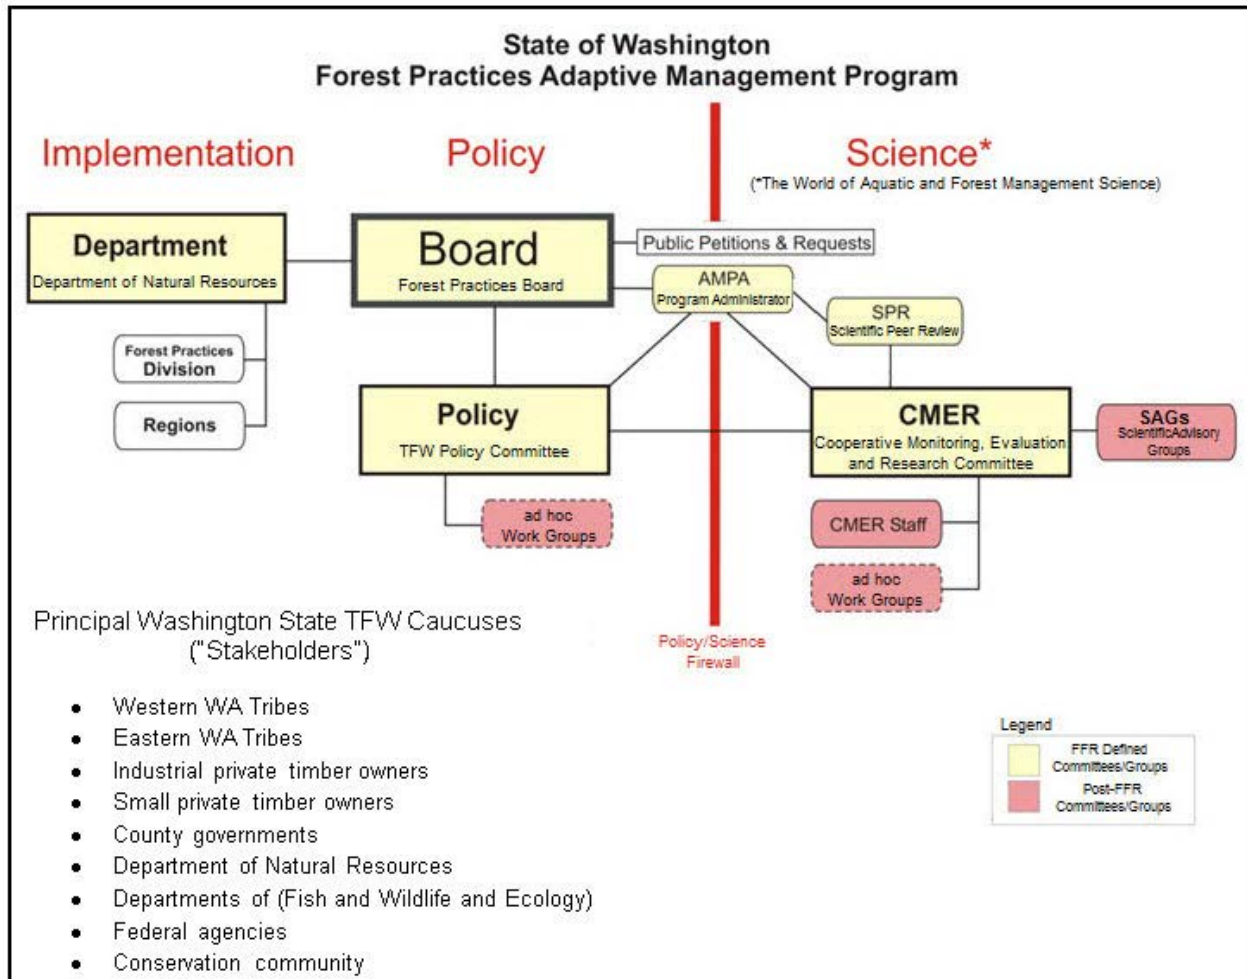 State of Washington
Forest Practices Adaptive Management Program
Implementation
Policy
Science*
(*The World of Aquatic and Forest Management Science)
Department
Department of Natural Resources
Board
Forest Practices Board
Public Petitions & Requests
AMPA
Program Administrator
SPR
Scientific Peer Review
Forest Practices
Division
Regions
Policy
TFW Policy Committee
CMER
Cooperative Monitoring, Evaluation
and Research Committee
SAGs
ScientificAdvisory
Groups
ad hoc
Work Groups
CMER Staff
ad hoc
Work Groups
Policy/Science
Firewall
Principal Washington State TFW Caucuses
("Stakeholders")
• Western WA Tribes
• Eastern WA Tribes
• Industrial private timber owners
• Small private timber owners
• County governments
• Department of Natural Resources
• Departments of (Fish and Wildlife and Ecology)
• Federal agencies
• Conservation community
Legend
FFR Defined
Committees/Groups
Post-FFR
Committees/Groups